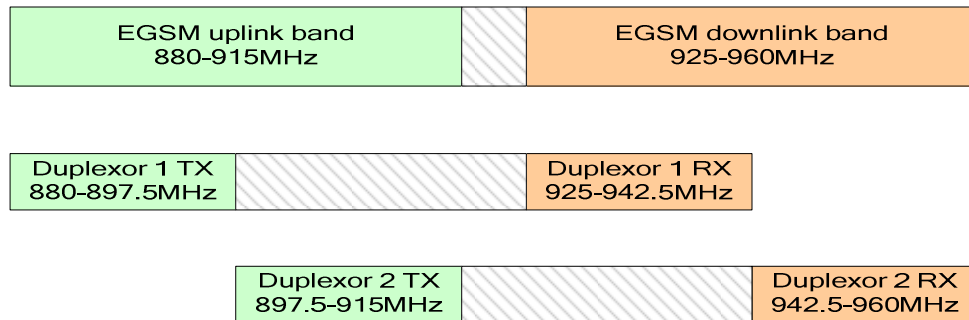 EGSM uplink band
880-915MHz
EGSM downlink band
925-960MHz
Duplexor 1 TX
880-897.5MHz
Duplexor 1 RX
925-942.5MHz
Duplexor 2 TX
897.5-915MHz
Duplexor 2 RX
942.5-960MHz